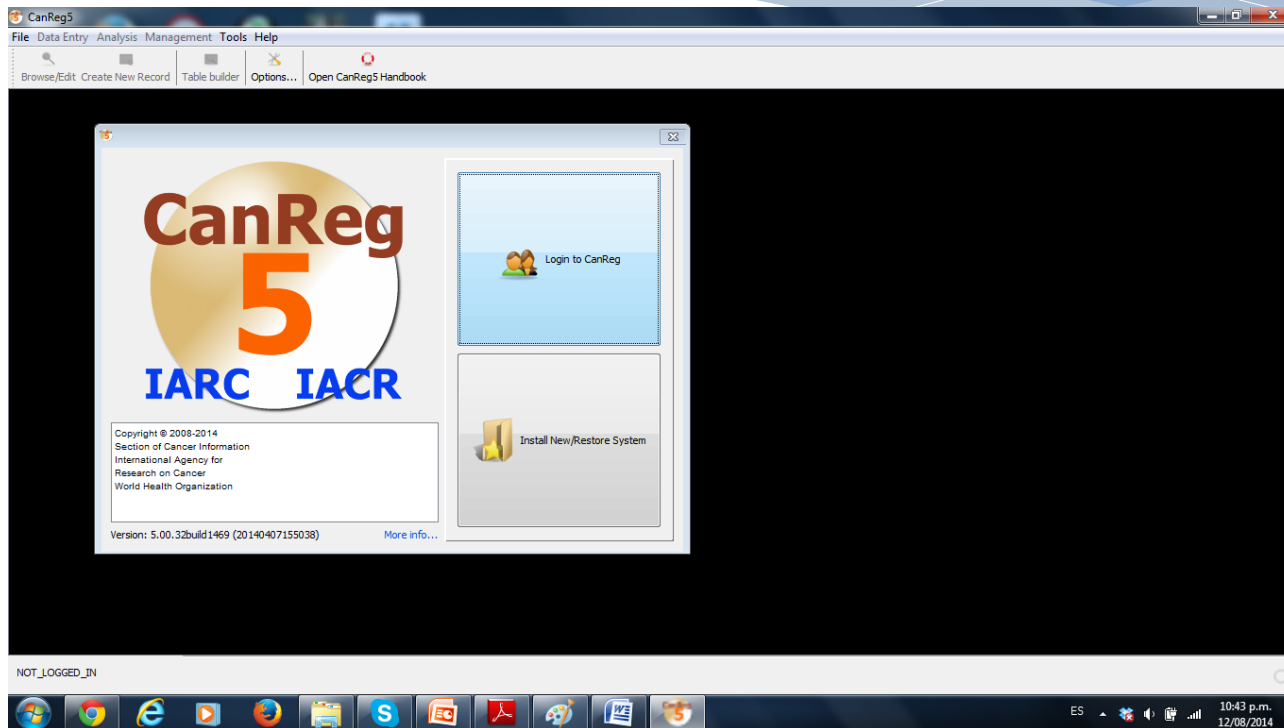 CanReg5
File Data Entry Analysis Management Tools Help
Browse/Edit Create New Record Table builder Options... Open CanReg5 Handbook
5
CanReg
5
IARC IACR
Login to CanReg
Install New/Restore System
Copyright © 2008-2014
Section of Cancer Information
International Agency for
Research on Cancer
World Health Organization
Version: 5.00.32build1469 (20140407155038) More info...
NOT_LOGGED_IN
ES 10:43 p.m.
12/08/2014